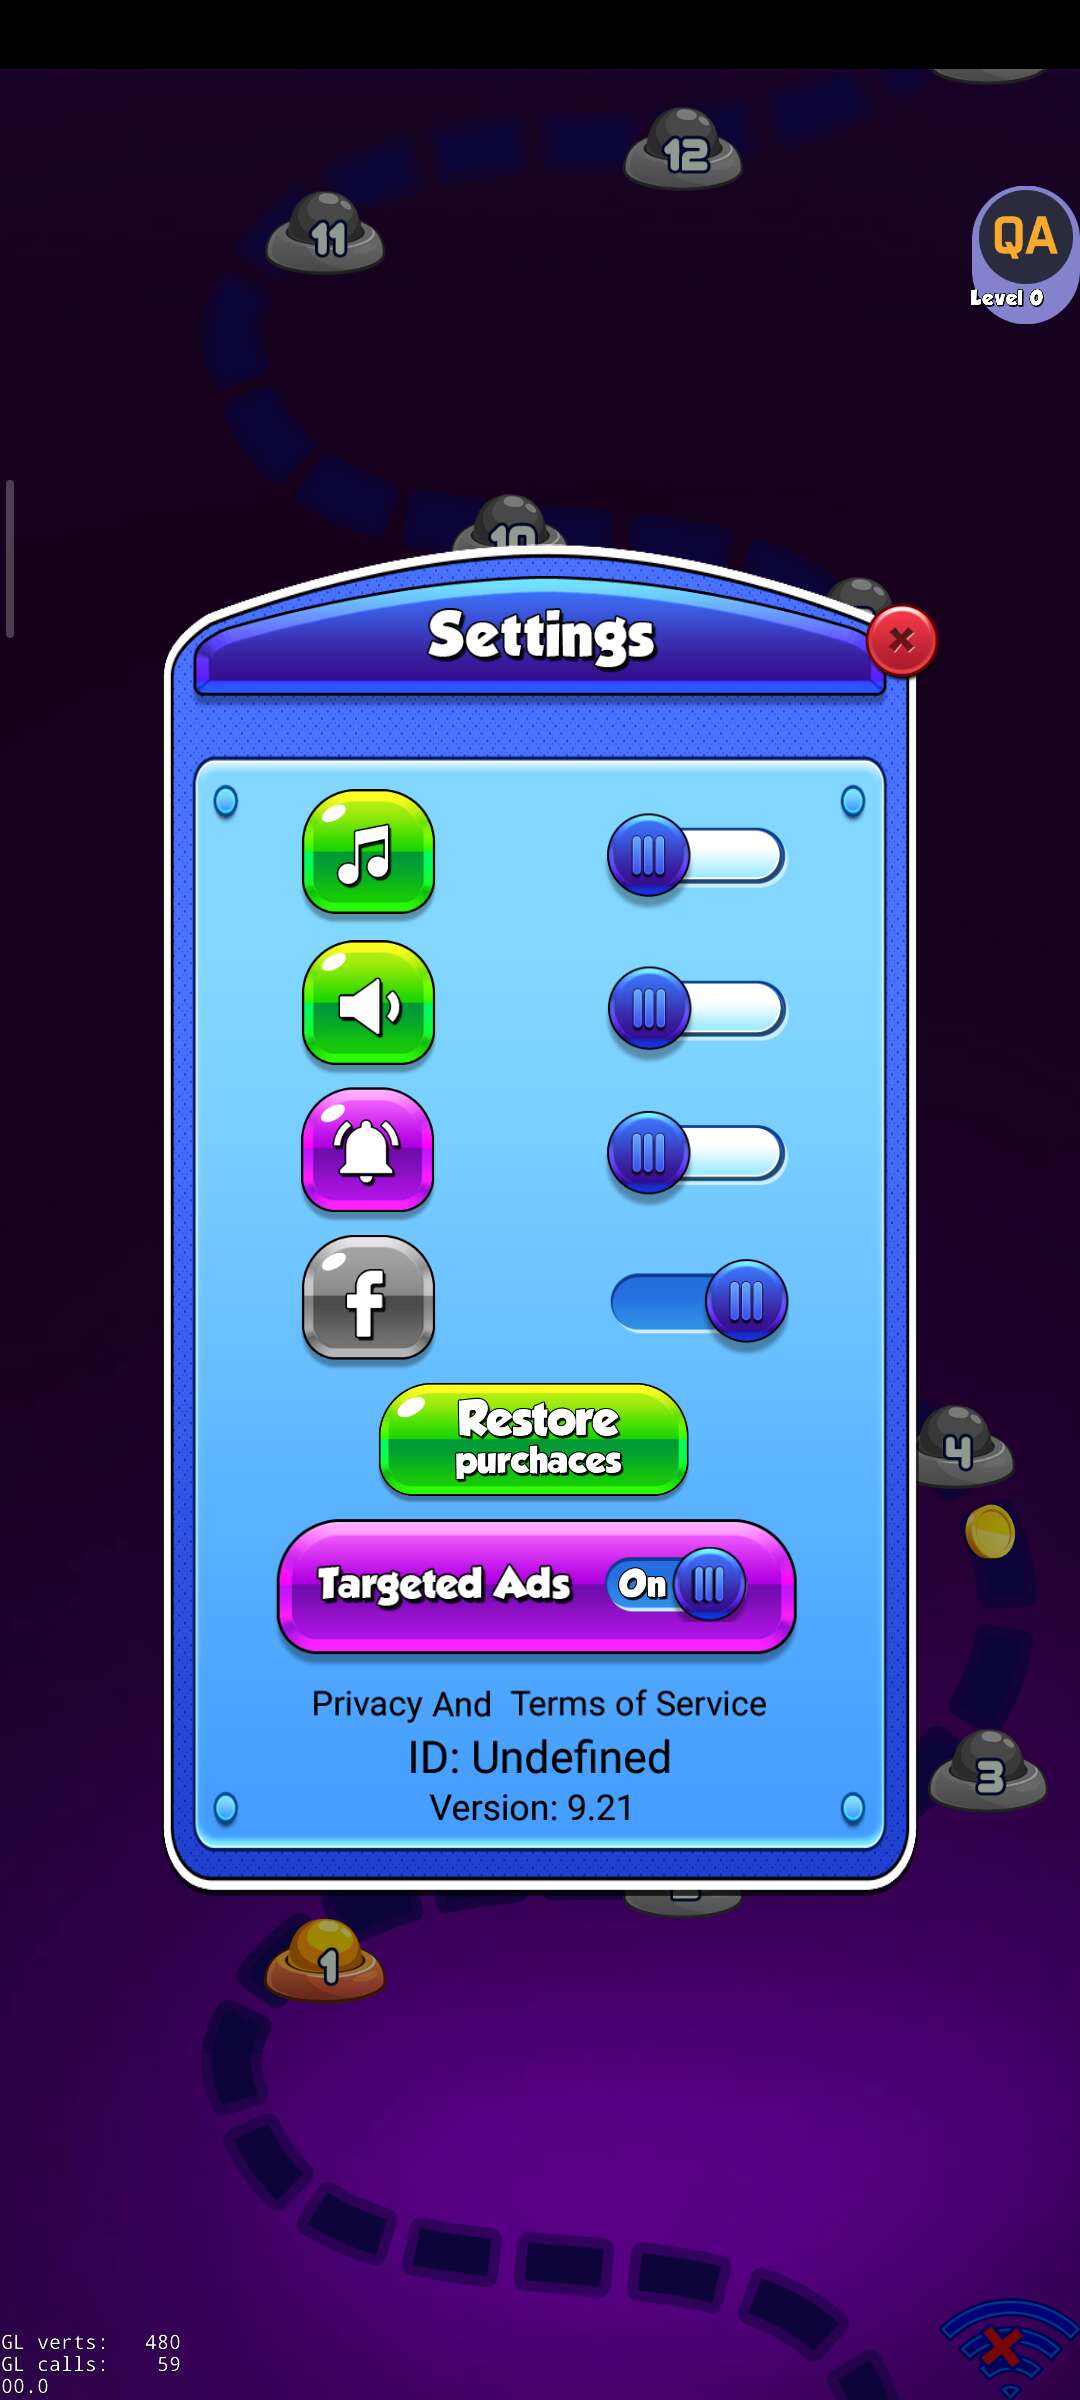 12
11
QA
Level 0
10
Settings
Restore
purchaces
4
Targeted Ads On
Privacy And Terms of Service
ID: Undefined
3
Version: 9.21
1
GL verts: 480
GL calls: 59
00.0